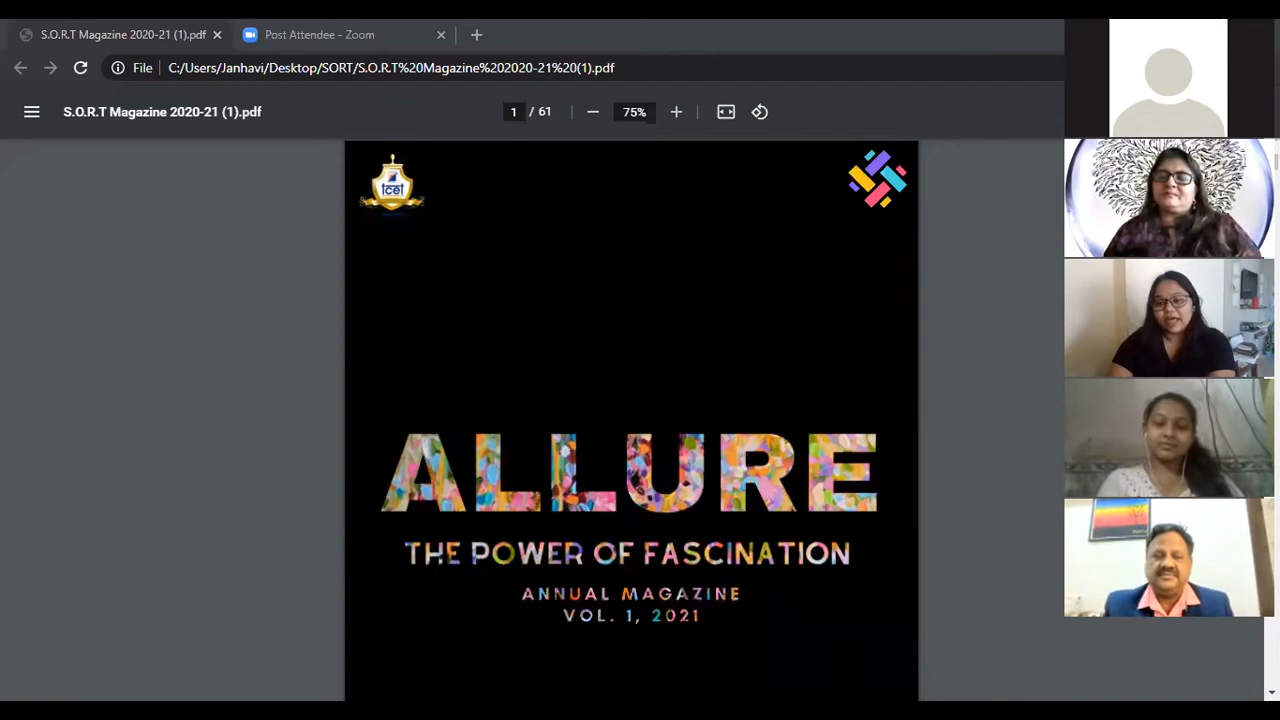 S.O.R.T Magazine 2020-21 (1).pdf
Post Attendee - Zoom
File
C:/Users/Janhavi/Desktop/SORT/S.O.R.T%20Magazine%202020-21%20(1).pdf
S.O.R.T Magazine 2020-21 (1).pdf
1 / 61
75%
tcet
ALLURE
THE POWER OF FASCINATION
ANNUAL MAGAZINE
VOL. 1, 2021